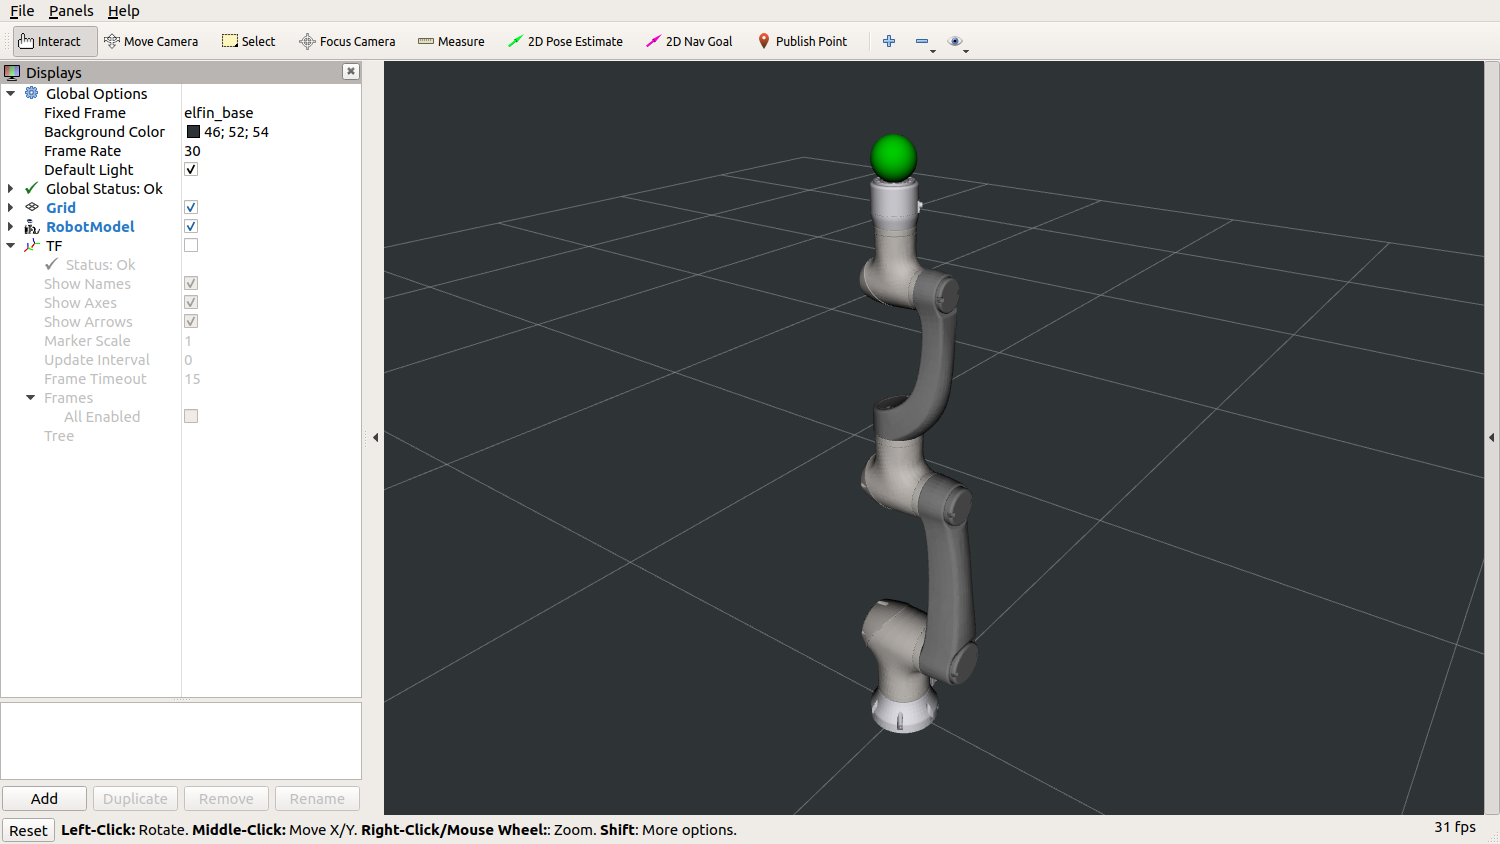 File Panels Help
Interact Move Camera Select Focus Camera Measure 2D Pose Estimate 2D Nav Goal Publish Point
Displays
Global Options
Fixed Frame elfin_base
Background Color 46; 52; 54
Frame Rate 30
Default Light
Global Status: Ok
Grid
RobotModel
TF
Status: Ok
Show Names
Show Axes
Show Arrows
Marker Scale 1
Update Interval 0
Frame Timeout 15
Frames
All Enabled
Tree
Add Duplicate Remove Rename
Reset Left-Click: Rotate. Middle-Click: Move X/Y. Right-Click/Mouse Wheel:: Zoom. Shift: More options. 31 fps